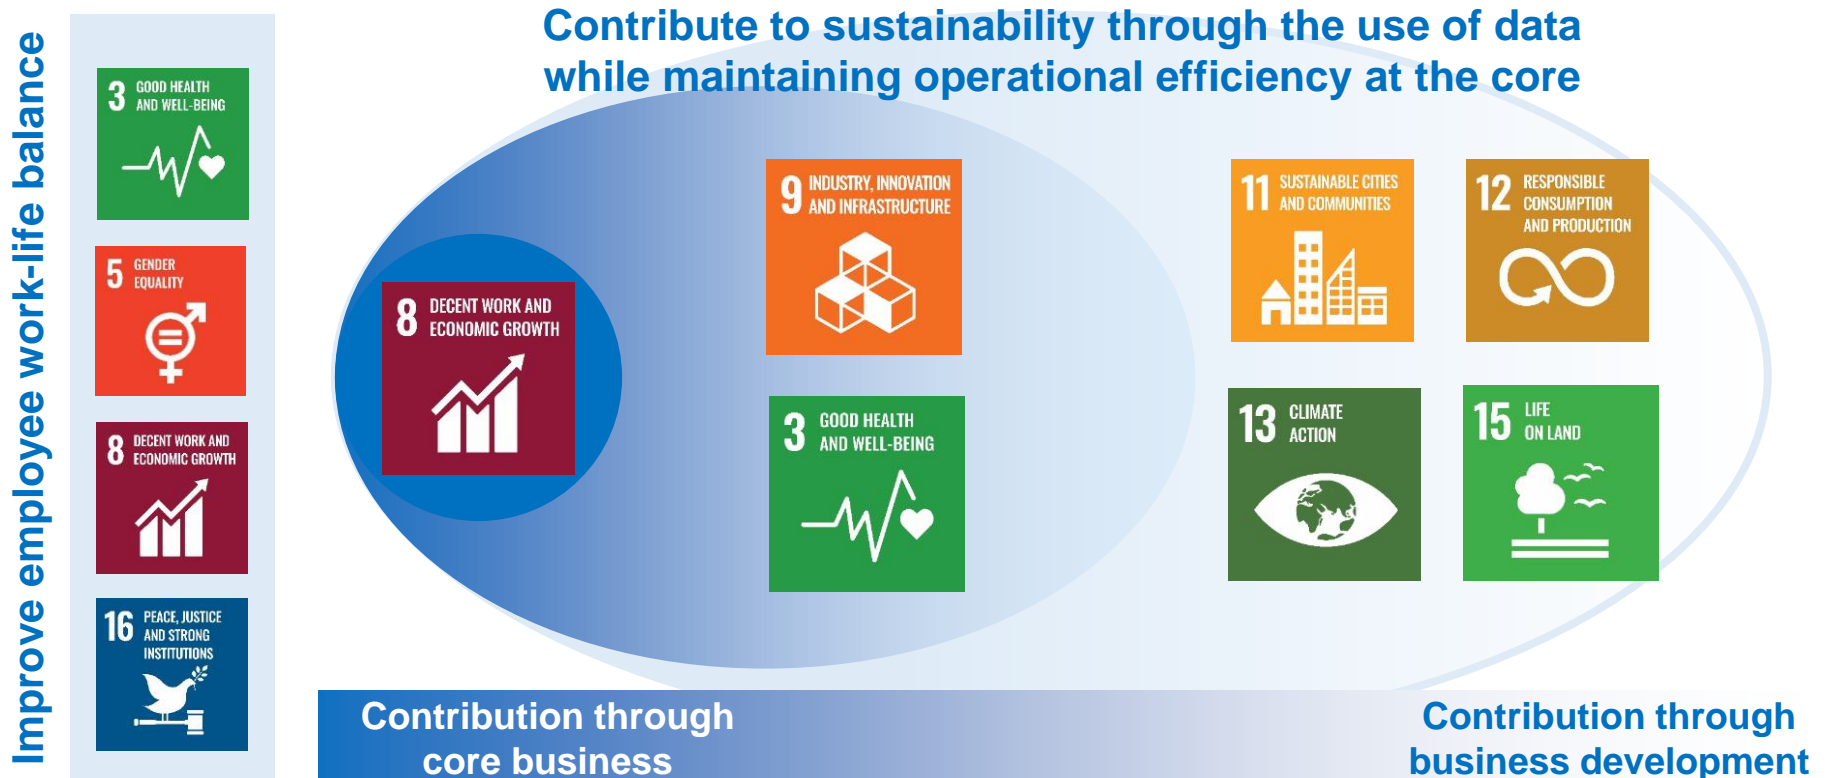 Improve employee work-life balance
3 GOOD HEALTH
AND WELL-BEING
5 GENDER
EQUALITY
8 DECENT WORK AND
ECONOMIC GROWTH
16 PEACE, JUSTICE
AND STRONG
INSTITUTIONS
Contribute to sustainability through the use of data
while maintaining operational efficiency at the core
8 DECENT WORK AND
ECONOMIC GROWTH
9 INDUSTRY, INNOVATION
AND INFRASTRUCTURE
3 GOOD HEALTH
AND WELL-BEING
11 SUSTAINABLE CITIES
AND COMMUNITIES
12 RESPONSIBLE
CONSUMPTION
AND PRODUCTION
13 CLIMATE
ACTION
15 LIFE
ON LAND
Contribution through
core business
Contribution through
business development